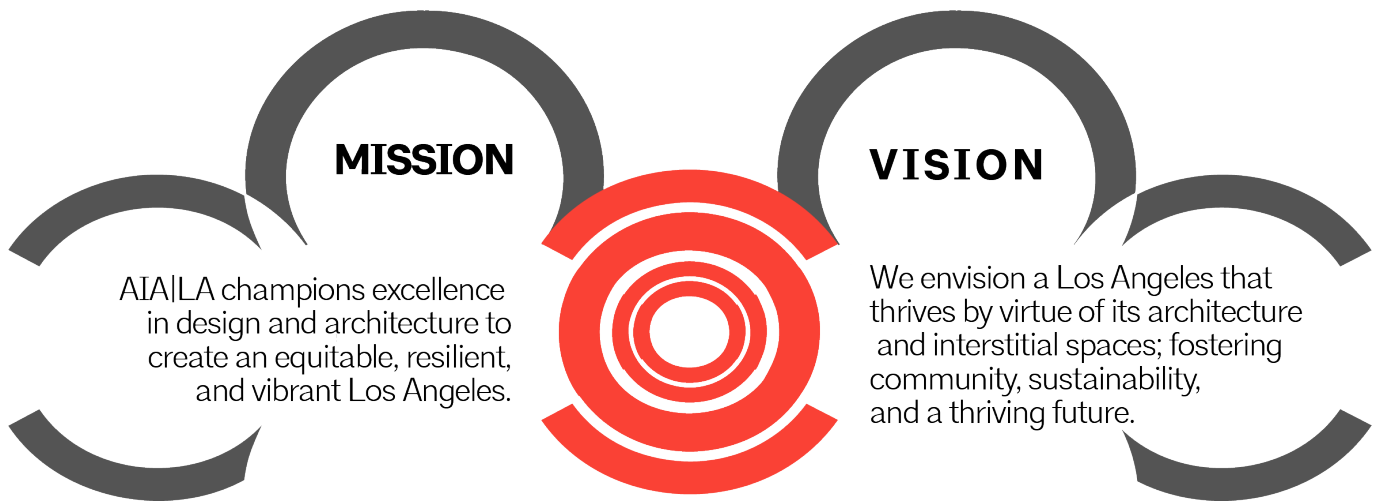 MISSION
AIA|LA champions excellence
in design and architecture to
create an equitable, resilient,
and vibrant Los Angeles.
VISION
We envision a Los Angeles that
thrives by virtue of its architecture
and interstitial spaces; fostering
community, sustainability,
and a thriving future.